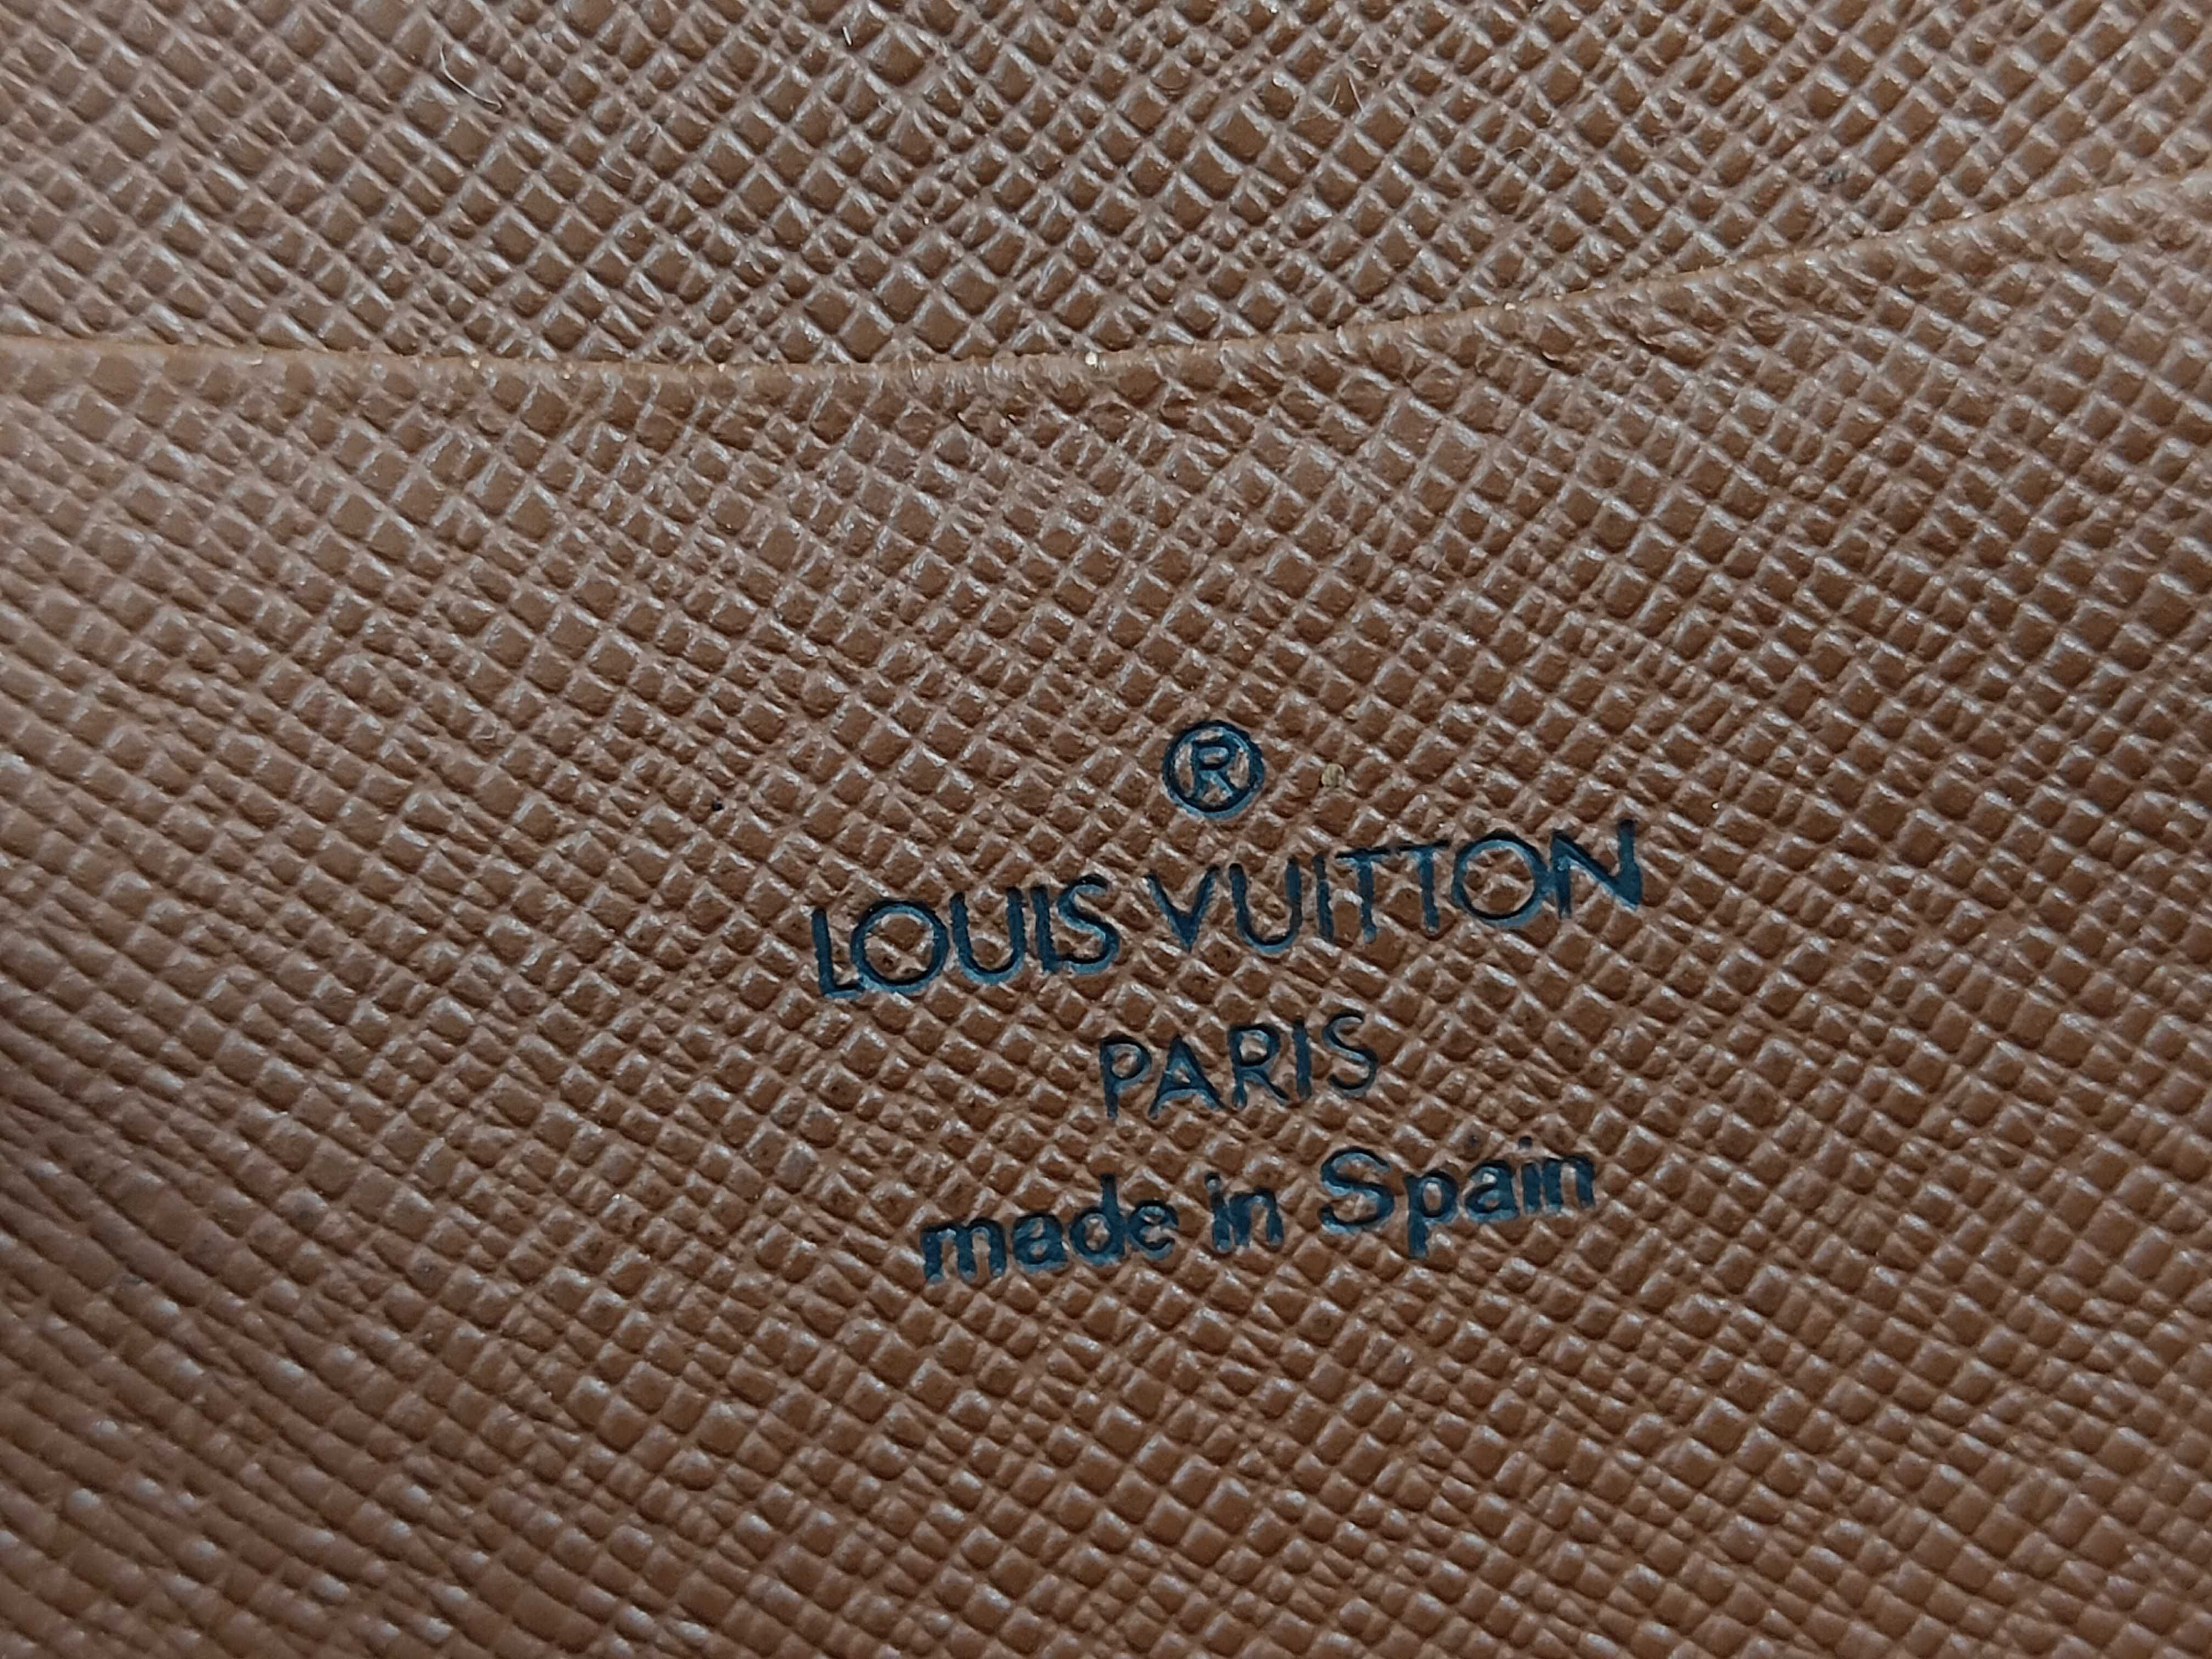 ®
LOUIS VUITTON
PARIS
made in Spain